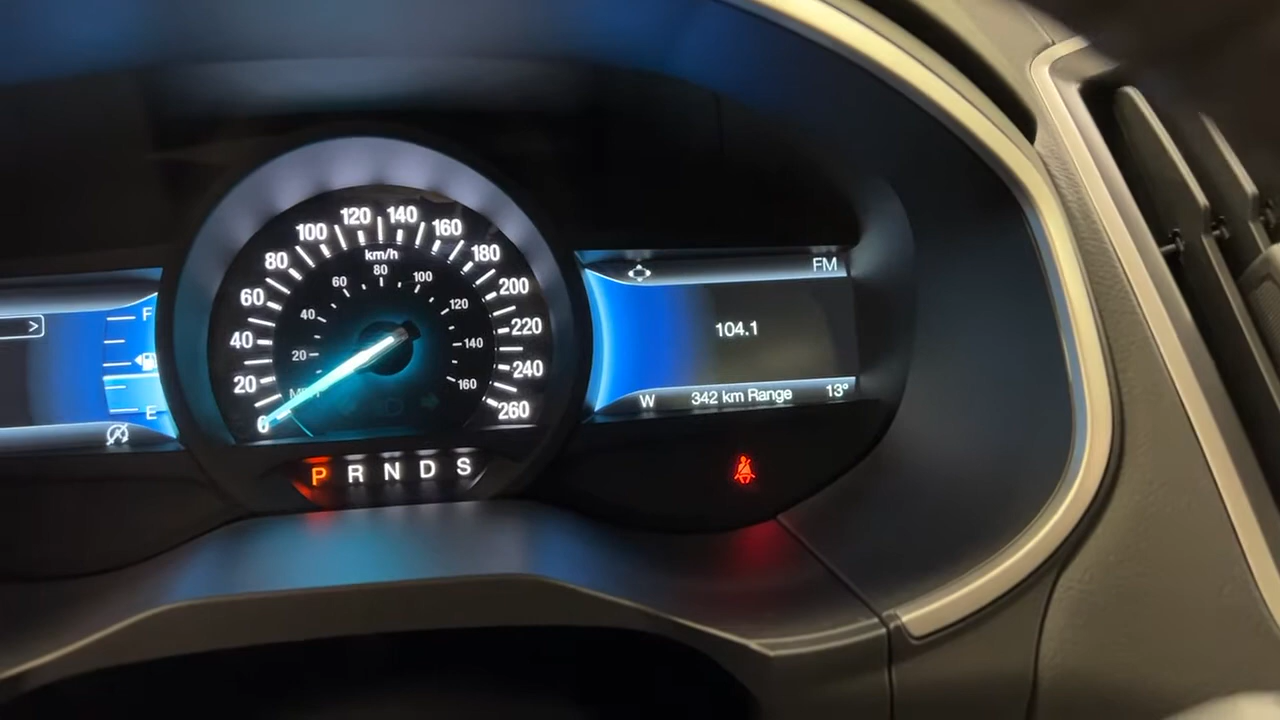 >
F
E
120 140
100 160
80 km/h 180
60 200
40 220
20 240
0 260
80
60 100
40 120
20 140
160
P R N D S
FM
104.1
W 342 km Range 13°